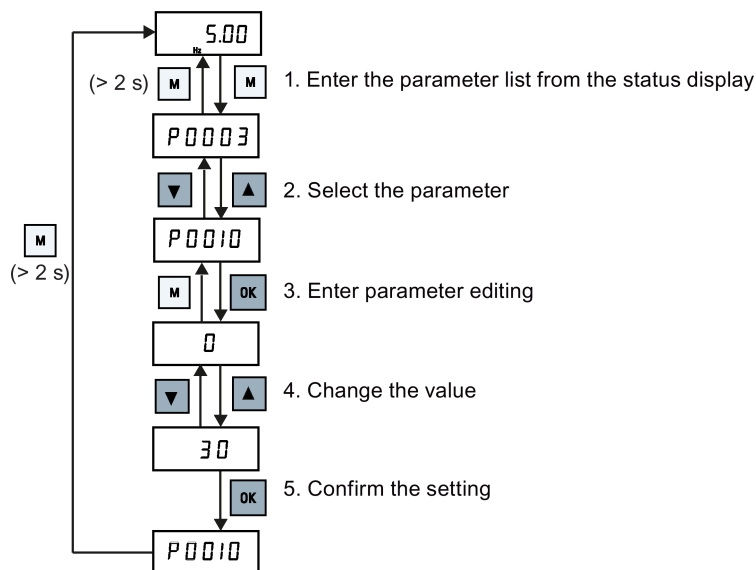 5.00
Hz
(> 2 s) M M 1. Enter the parameter list from the status display
P0003
2. Select the parameter
M
P0010
(> 2 s)
M OK 3. Enter parameter editing
0
4. Change the value
30
OK 5. Confirm the setting
P0010